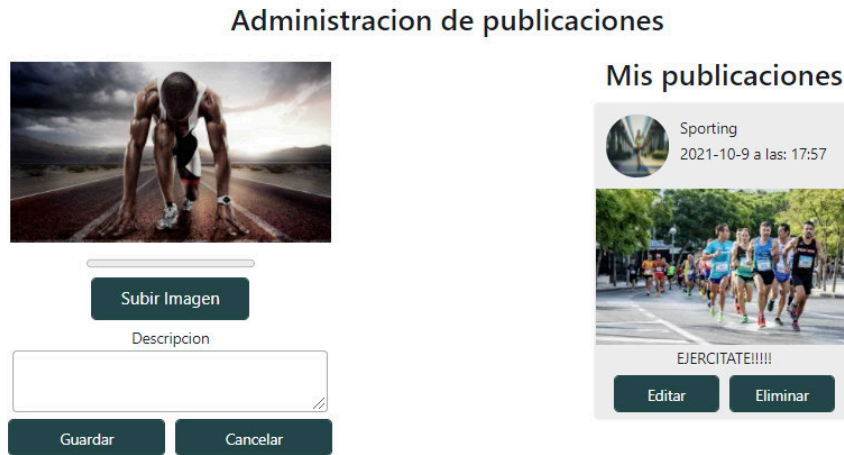 Administracion de publicaciones
Subir Imagen
Descripcion
Guardar
Cancelar
Mis publicaciones
Sporting
2021-10-9 a las: 17:57
EJERCITATE!!!!!
Editar
Eliminar